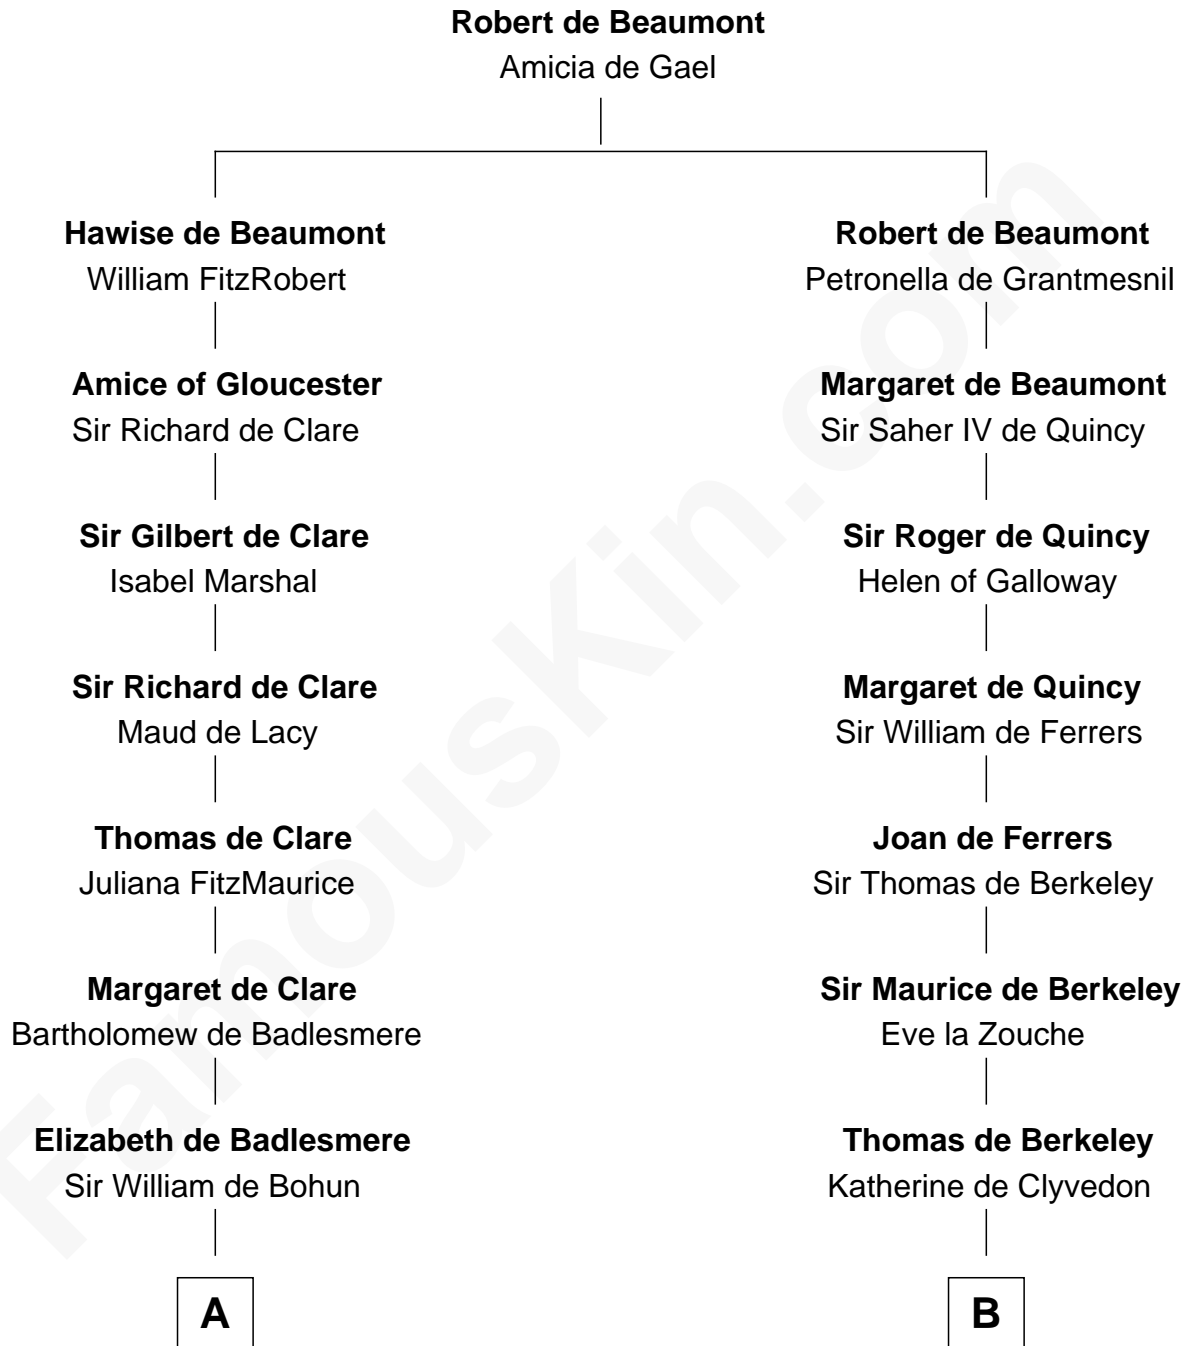 Robert de Beaumont
Amicia de Gael
Hawise de Beaumont
William FitzRobert
Robert de Beaumont
Petronella de Grantmesnil
Amice of Gloucester
Sir Richard de Clare
Margaret de Beaumont
Sir Saher IV de Quincy
Sir Gilbert de Clare
Isabel Marshal
Sir Roger de Quincy
Helen of Galloway
Sir Richard de Clare
Maud de Lacy
Margaret de Quincy
Sir William de Ferrers
Thomas de Clare
Juliana FitzMaurice
Joan de Ferrers
Sir Thomas de Berkeley
Margaret de Clare
Bartholomew de Badlesmere
Sir Maurice de Berkeley
Eve la Zouche
Elizabeth de Badlesmere
Sir William de Bohun
Thomas de Berkeley
Katherine de Clyvedon
A
B
FamousKin.com